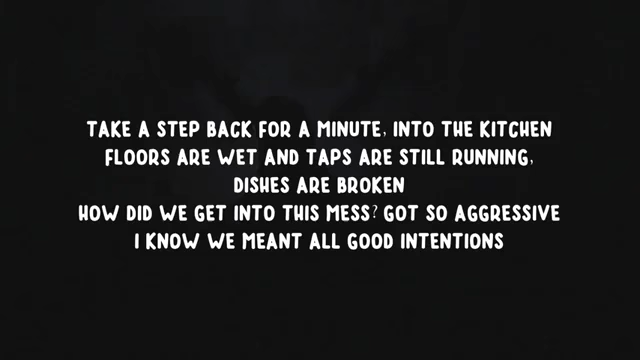 TAKE A STEP BACK FOR A MINUTE, INTO THE KITCHEN
FLOORS ARE WET AND TAPS ARE STILL RUNNING,
DISHES ARE BROKEN
HOW DID WE GET INTO THIS MESS? GOT SO AGGRESSIVE
I KNOW WE MEANT ALL GOOD INTENTIONS